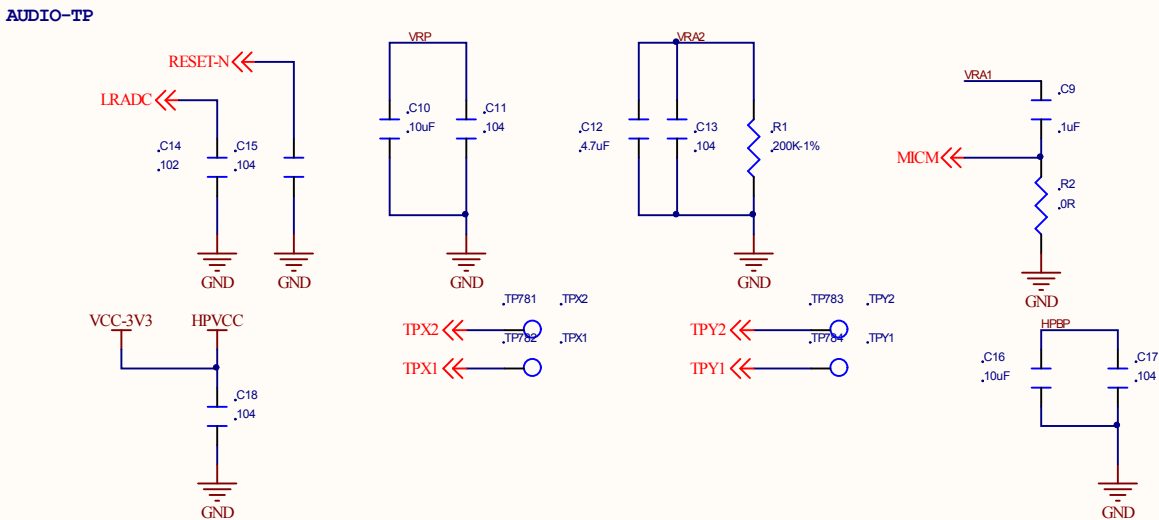 AUDIO-TP
RESET-N
LRADC
.C14
.102
.C15
.104
GND
GND
VRP
.C10
.10uF
.C11
.104
GND
VRA2
.C12
4.7uF
.C13
.104
.R1
.200K-1%
GND
VRA1
.C9
.1uF
MICM
.R2
.0R
GND
VCC-3V3
HPVCC
.C18
.104
GND
.TP781
.TPX2
TPX2
.TP782
.TPX1
TPX1
.TP783
.TPY2
TPY2
.TP784
.TPY1
TPY1
HPBP
.C16
.10uF
.C17
.104
GND